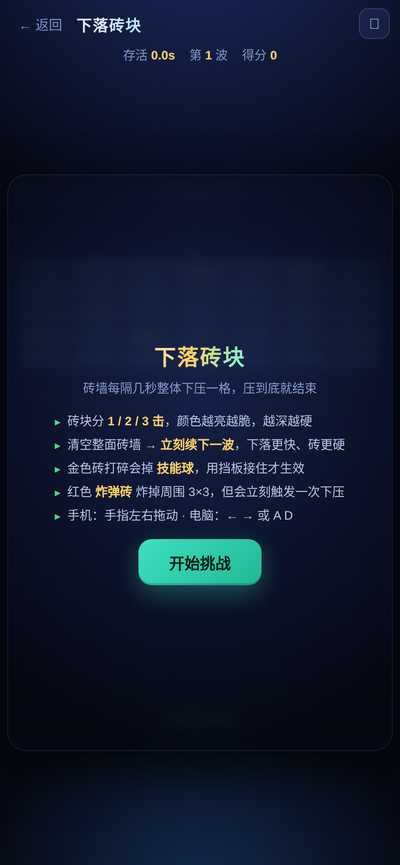 ← 返回 下落砖块
存活 0.0s 第 1 波 得分 0
下落砖块
砖墙每隔几秒整体下压一格，压到底就结束
▸ 砖块分 1 / 2 / 3 击，颜色越亮越脆，越深越硬
▸ 清空整面砖墙 → 立刻续下一波，下落更快、砖更硬
▸ 金色砖打碎会掉 技能球，用挡板接住才生效
▸ 红色 炸弹砖 炸掉周围 3×3，但会立刻触发一次下压
▸ 手机：手指左右拖动 · 电脑：← → 或 A D
开始挑战